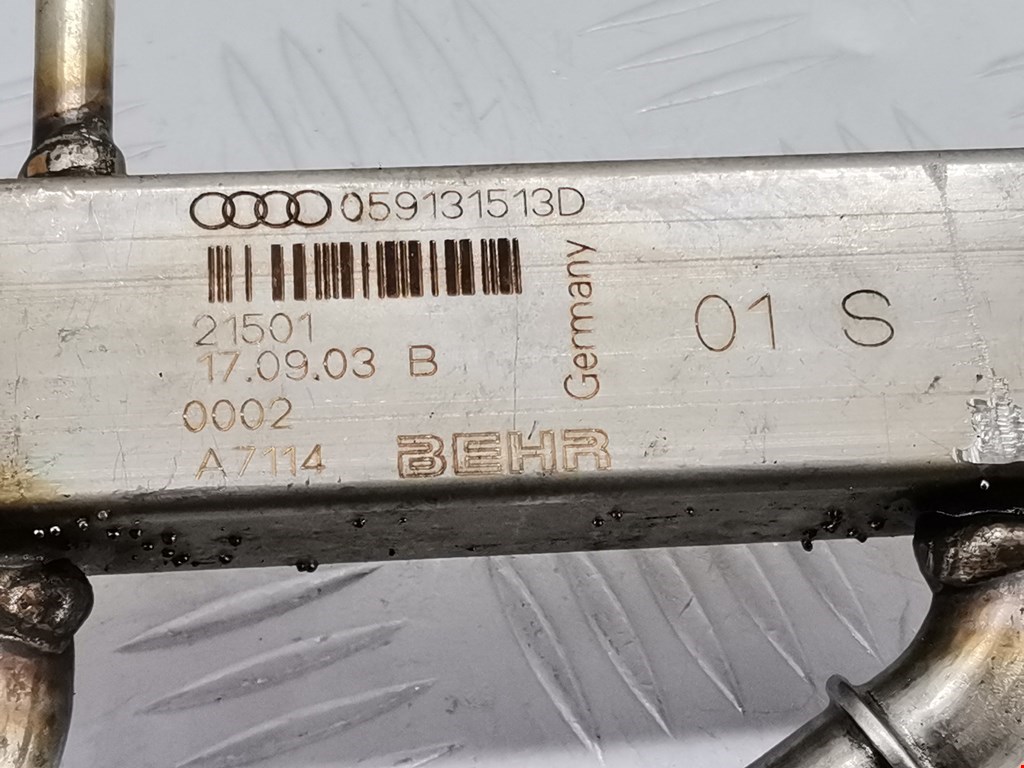 059131513D
21501
17.09.03 B
0002
A7114
BEHR
Germany
01 S